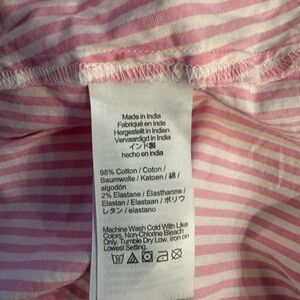 Made in India
Fabriqué en Inde
Hergestellt in Indien
Vervaardigd in India
インド製
hecho en India
98% Cotton / Coton /
Baumwolle / Katoen / 綿 /
algodón
2% Elastane / Élasthanne /
Elastan / Elastaan / ポリウ
レタン / elastano
Machine Wash Cold With Like
Colors. Non-Chlorine Bleach
Only. Tumble Dry Low. Iron on
Lowest Setting.